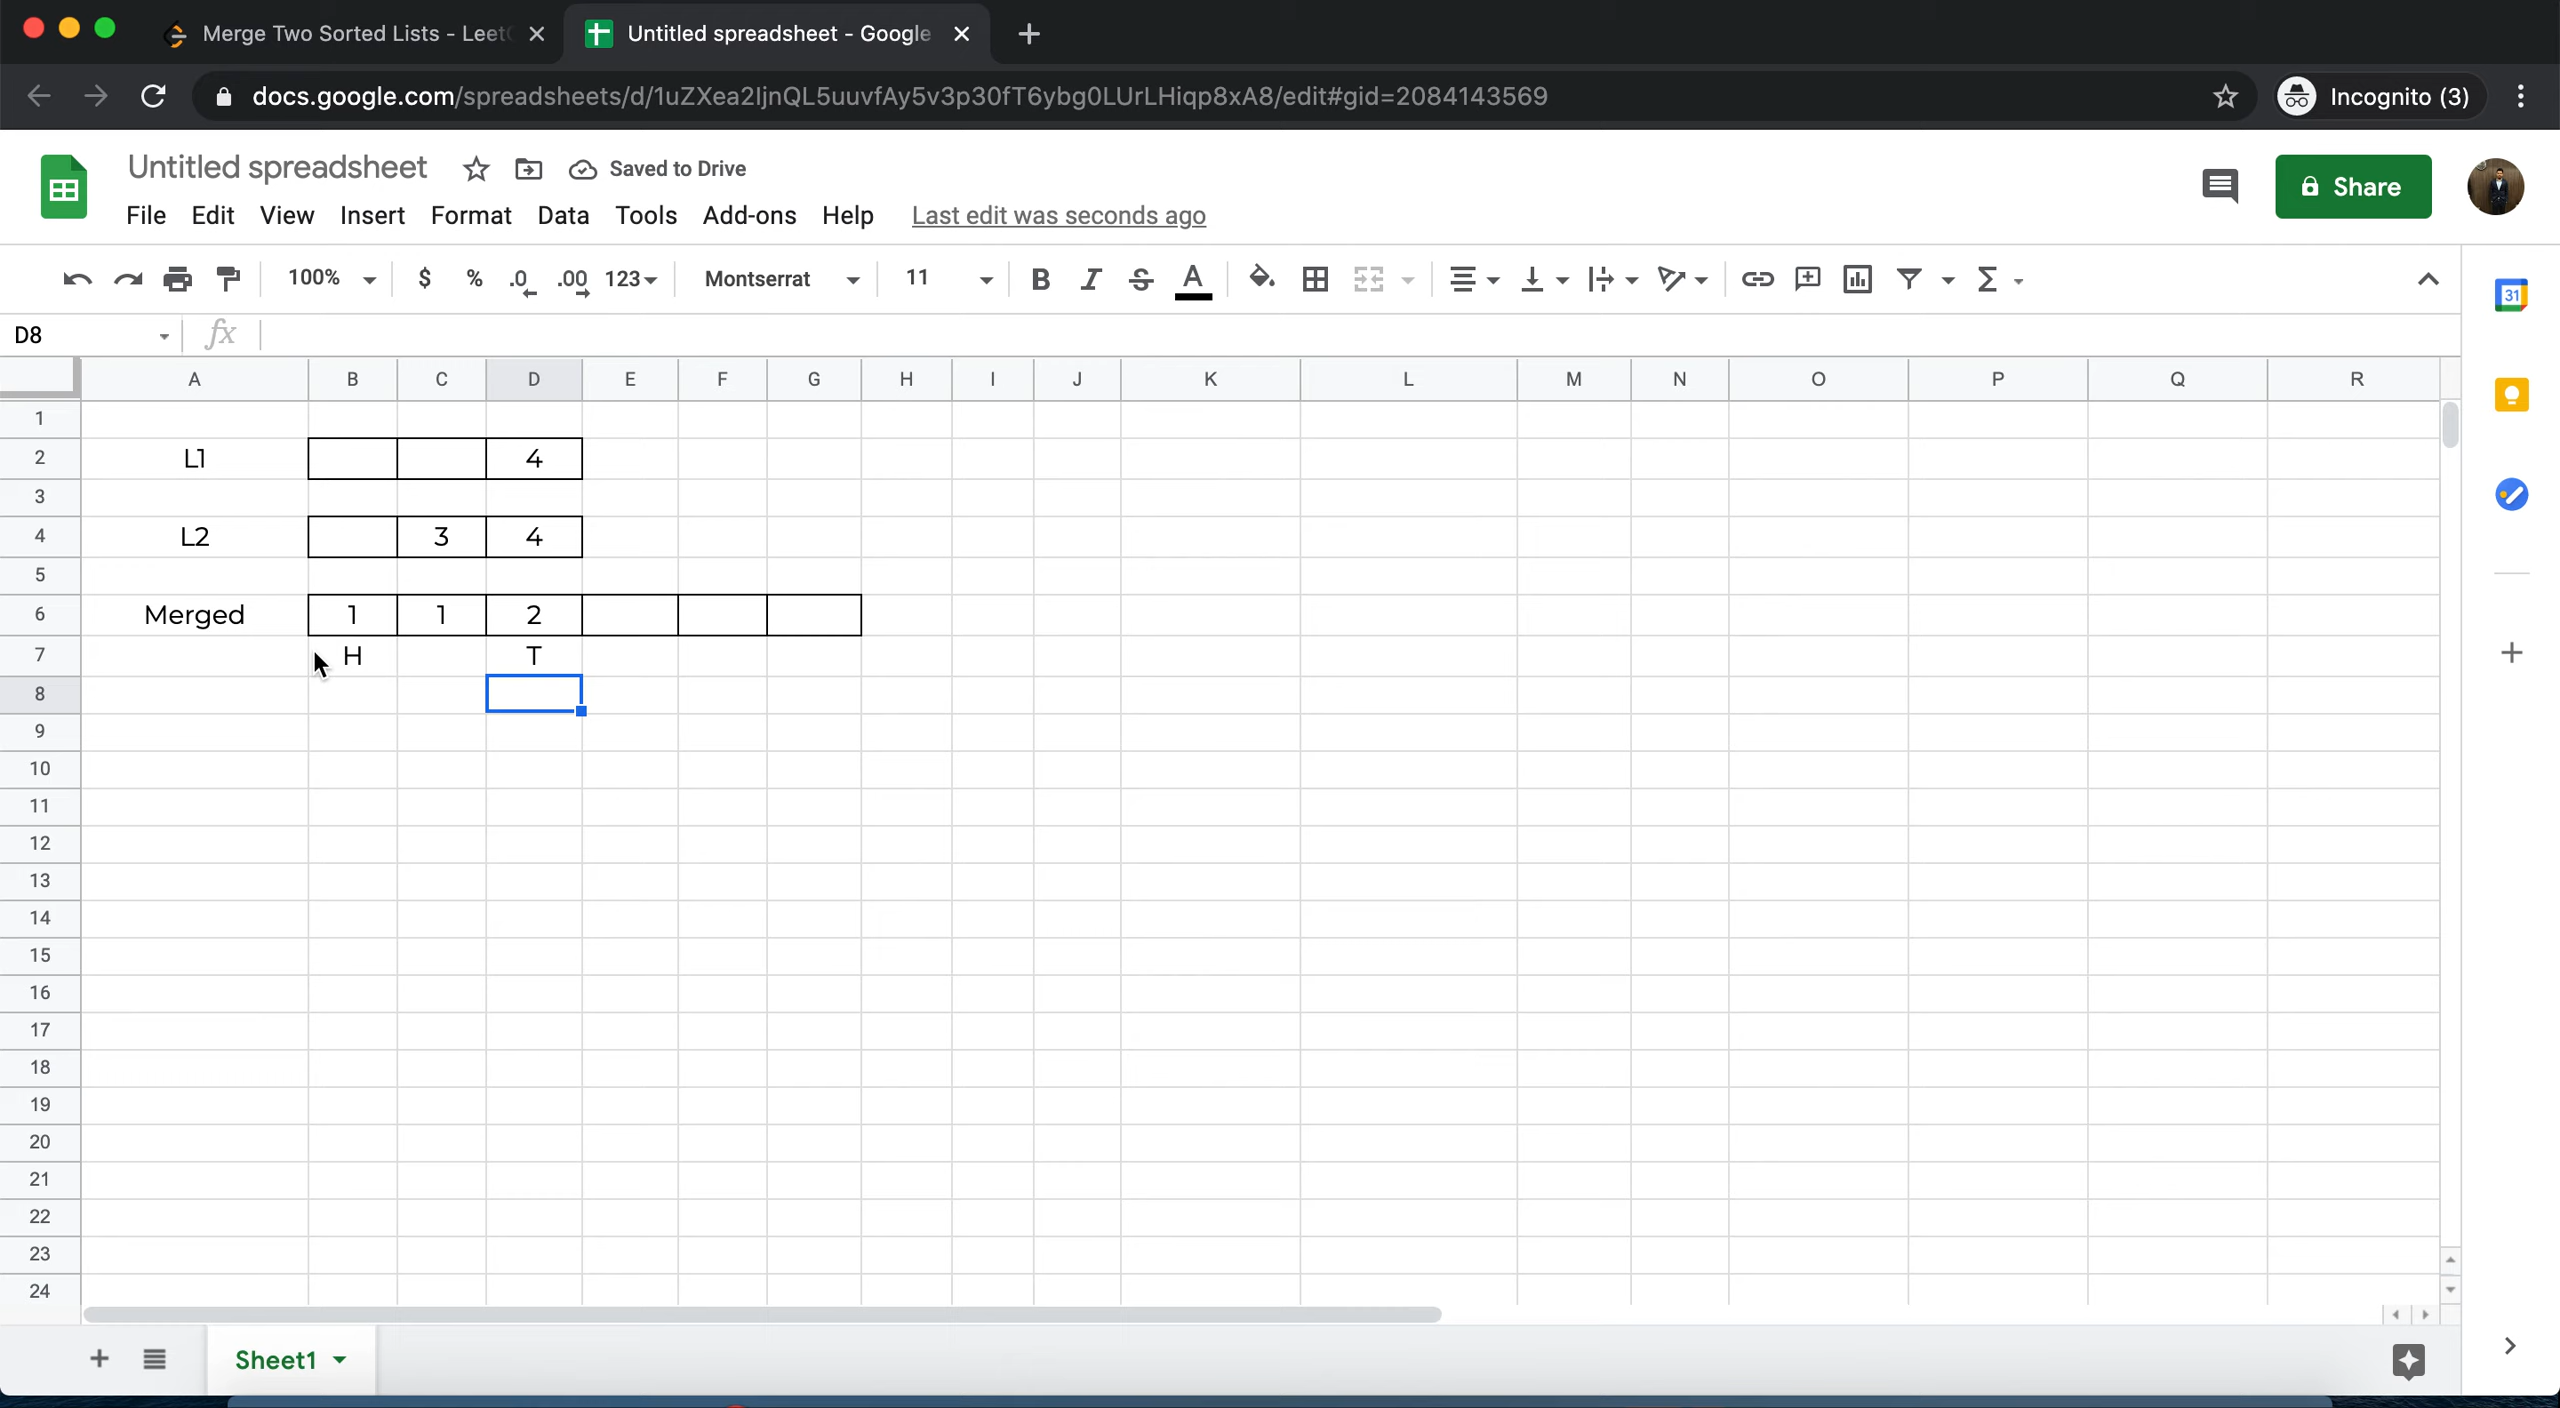 Merge Two Sorted Lists - Leet
Untitled spreadsheet - Google
docs.google.com/spreadsheets/d/1uZXea2IjnQL5uuvfAy5v3p30fT6ybg0LUrLHiqp8xA8/edit#gid=2084143569
Incognito (3)
Untitled spreadsheet
Saved to Drive
Share
File Edit View Insert Format Data Tools Add-ons Help Last edit was seconds ago
100% $ % .0 .00 123 Montserrat 11 B I S A Σ
31
D8 fx
A B C D E F G H I J K L M N O P Q R
1
2 L1 4
3
4 L2 3 4
5
6 Merged 1 1 2
7 H T
8
9
10
11
12
13
14
15
16
17
18
19
20
21
22
23
24
Sheet1